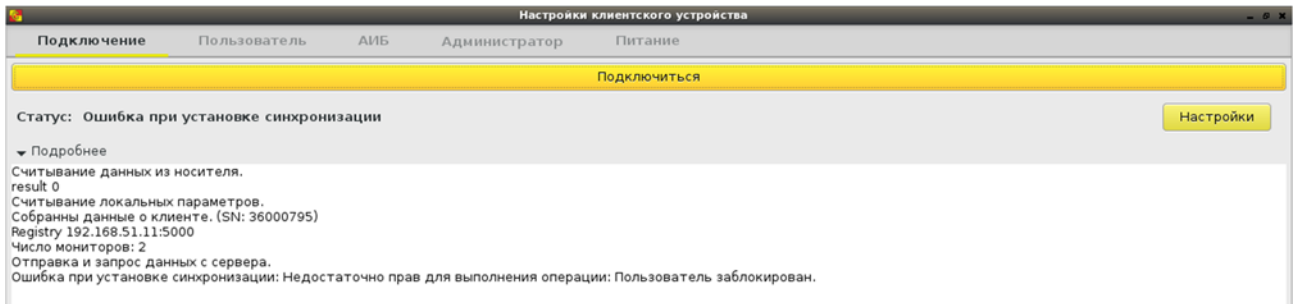 Настройки клиентского устройства
Подключение Пользователь АИБ Администратор Питание
Подключиться
Статус: Ошибка при установке синхронизации Настройки
Подробнее
Считывание данных из носителя.
result 0
Считывание локальных параметров.
Собранны данные о клиенте. (SN: 36000795)
Registry 192.168.51.11:5000
Число мониторов: 2
Отправка и запрос данных с сервера.
Ошибка при установке синхронизации: Недостаточно прав для выполнения операции: Пользователь заблокирован.